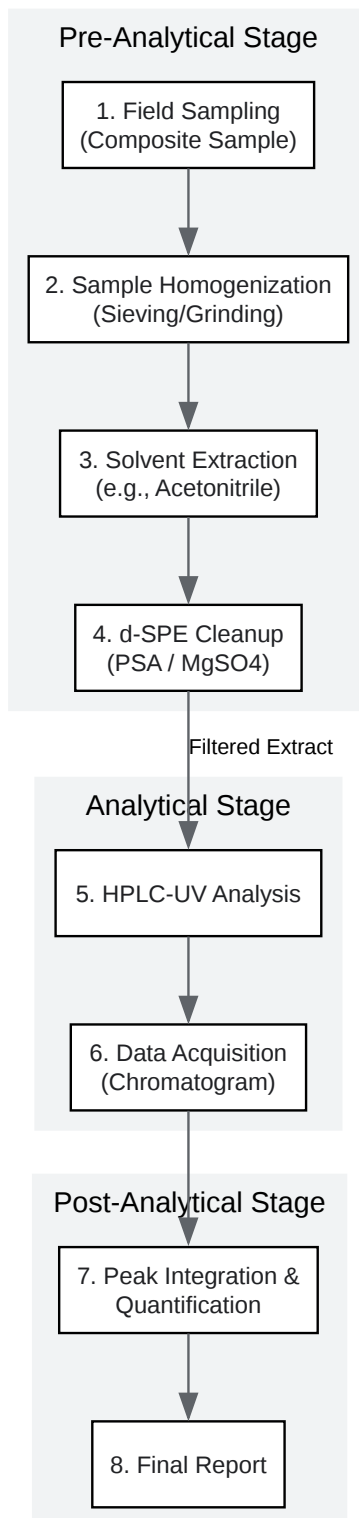 Pre-Analytical Stage
1. Field Sampling
(Composite Sample)
2. Sample Homogenization
(Sieving/Grinding)
3. Solvent Extraction
(e.g., Acetonitrile)
4. d-SPE Cleanup
(PSA / MgSO4)
Filtered Extract
Analytical Stage
5. HPLC-UV Analysis
6. Data Acquisition
(Chromatogram)
Post-Analytical Stage
7. Peak Integration &
Quantification
8. Final Report